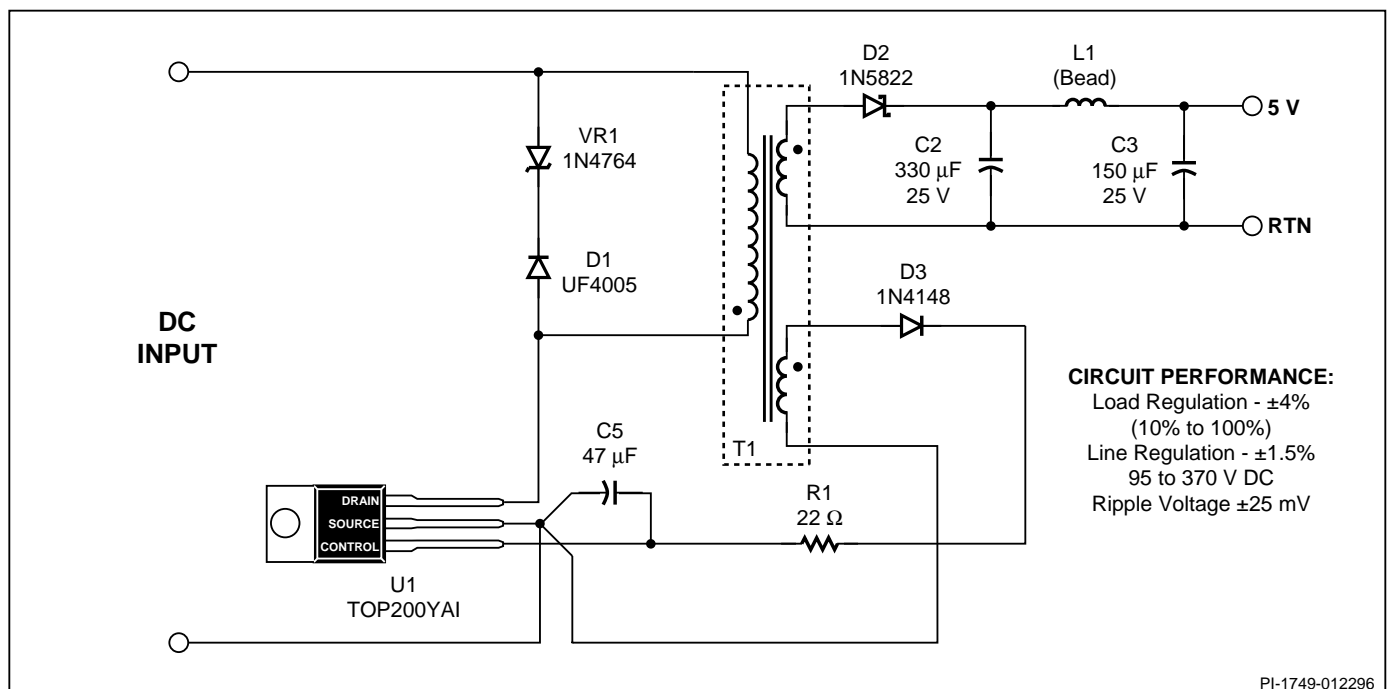 D2
1N5822
L1
(Bead)
5 V
VR1
1N4764
C2
330 µF
25 V
C3
150 µF
25 V
RTN
D1
UF4005
D3
1N4148
DC
INPUT
CIRCUIT PERFORMANCE:
Load Regulation - ±4%
(10% to 100%)
Line Regulation - ±1.5%
95 to 370 V DC
Ripple Voltage ±25 mV
T1
C5
47 µF
R1
22 Ω
DRAIN
SOURCE
CONTROL
U1
TOP200YAI
PI-1749-012296